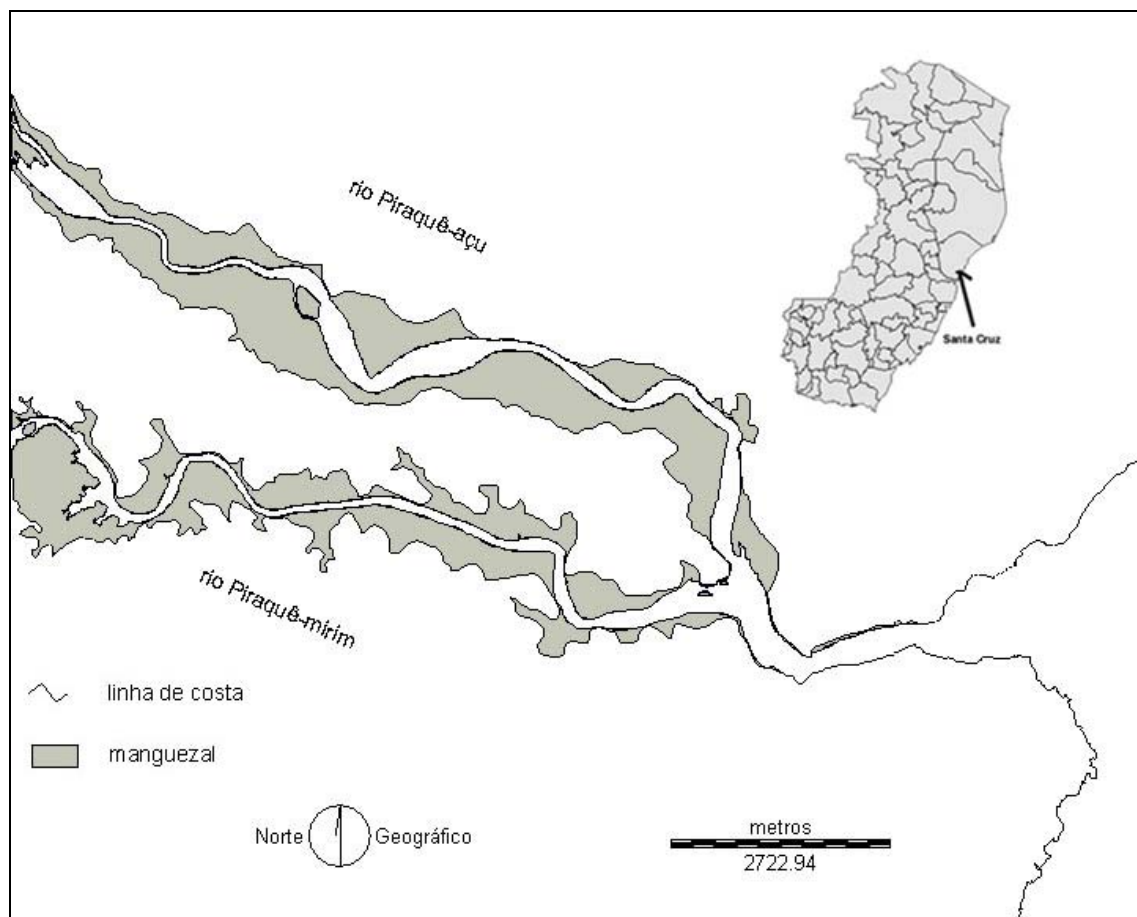 rio Piraquê-açu
Santa Cruz
rio Piraquê-mirim
linha de costa
manguezal
Norte Geográfico
metros
2722.94